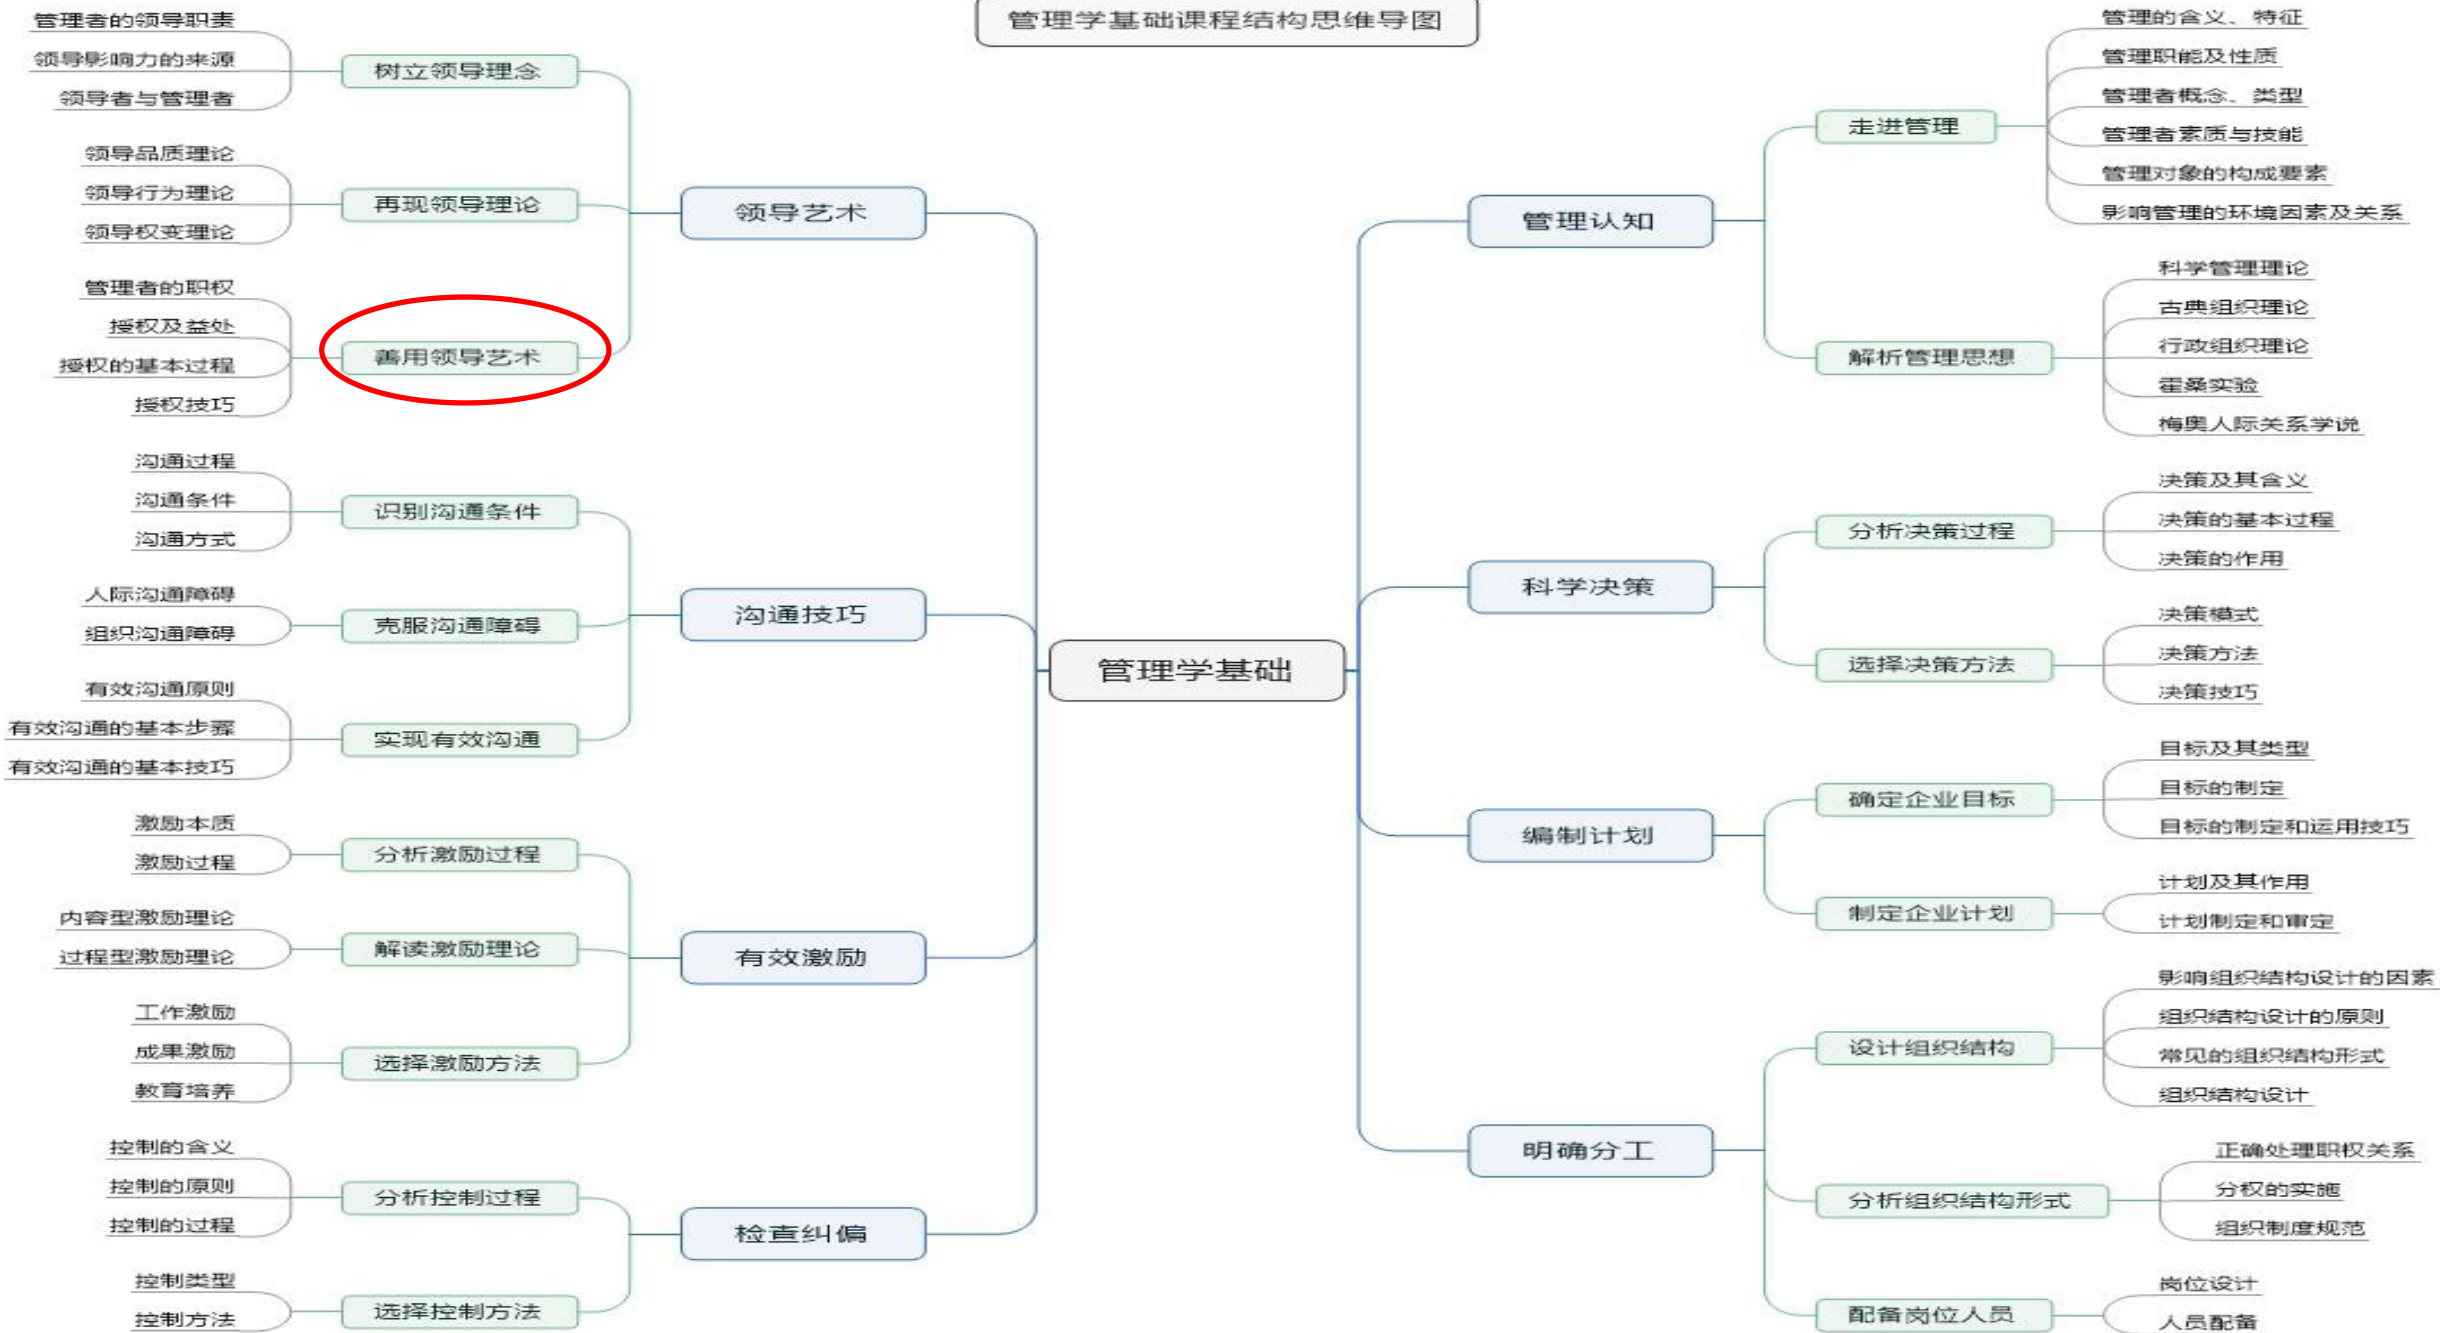 管理学基础课程结构思维导图
管理学基础
领导艺术
树立领导理念
管理者的领导职责
领导影响力的来源
领导者与管理者
再现领导理论
领导品质理论
领导行为理论
领导权变理论
善用领导艺术
管理者的职权
授权及益处
授权的基本过程
授权技巧
沟通技巧
识别沟通条件
沟通过程
沟通条件
沟通方式
克服沟通障碍
人际沟通障碍
组织沟通障碍
实现有效沟通
有效沟通原则
有效沟通的基本步骤
有效沟通的基本技巧
有效激励
分析激励过程
激励本质
激励过程
解读激励理论
内容型激励理论
过程型激励理论
选择激励方法
工作激励
成果激励
教育培养
检查纠偏
分析控制过程
控制的含义
控制的原则
控制的过程
选择控制方法
控制类型
控制方法
管理认知
走进管理
管理的含义、特征
管理职能及性质
管理者概念、类型
管理者素质与技能
管理对象的构成要素
影响管理的环境因素及关系
解析管理思想
科学管理理论
古典组织理论
行政组织理论
霍桑实验
梅奥人际关系学说
科学决策
分析决策过程
决策及其含义
决策的基本过程
决策的作用
选择决策方法
决策模式
决策方法
决策技巧
编制计划
确定企业目标
目标及其类型
目标的制定
目标的制定和运用技巧
制定企业计划
计划及其作用
计划制定和审定
明确分工
设计组织结构
影响组织结构设计的因素
组织结构设计的原则
常见的组织结构形式
组织结构设计
分析组织结构形式
正确处理职权关系
分权的实施
组织制度规范
配备岗位人员
岗位设计
人员配备